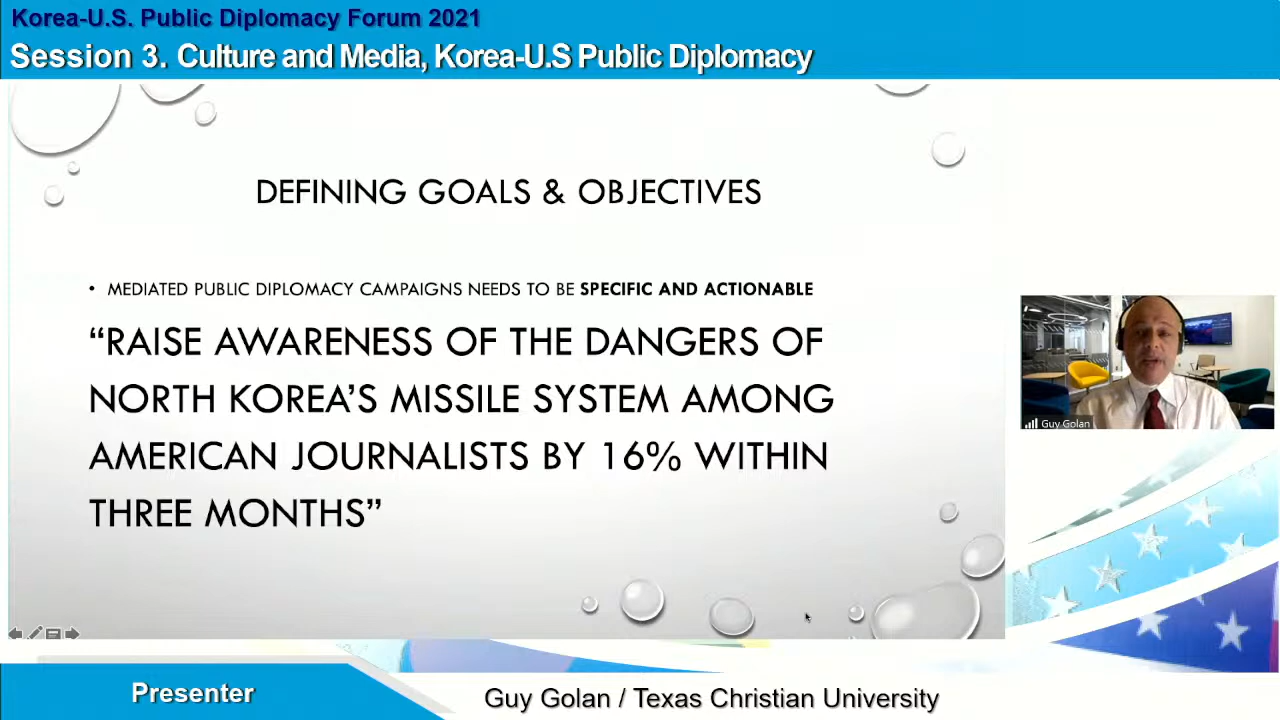 Korea-U.S. Public Diplomacy Forum 2021
Session 3. Culture and Media, Korea-U.S Public Diplomacy
DEFINING GOALS & OBJECTIVES
• MEDIATED PUBLIC DIPLOMACY CAMPAIGNS NEEDS TO BE SPECIFIC AND ACTIONABLE
“RAISE AWARENESS OF THE DANGERS OF
NORTH KOREA’S MISSILE SYSTEM AMONG
AMERICAN JOURNALISTS BY 16% WITHIN
THREE MONTHS”
Guy Golan
Presenter
Guy Golan / Texas Christian University